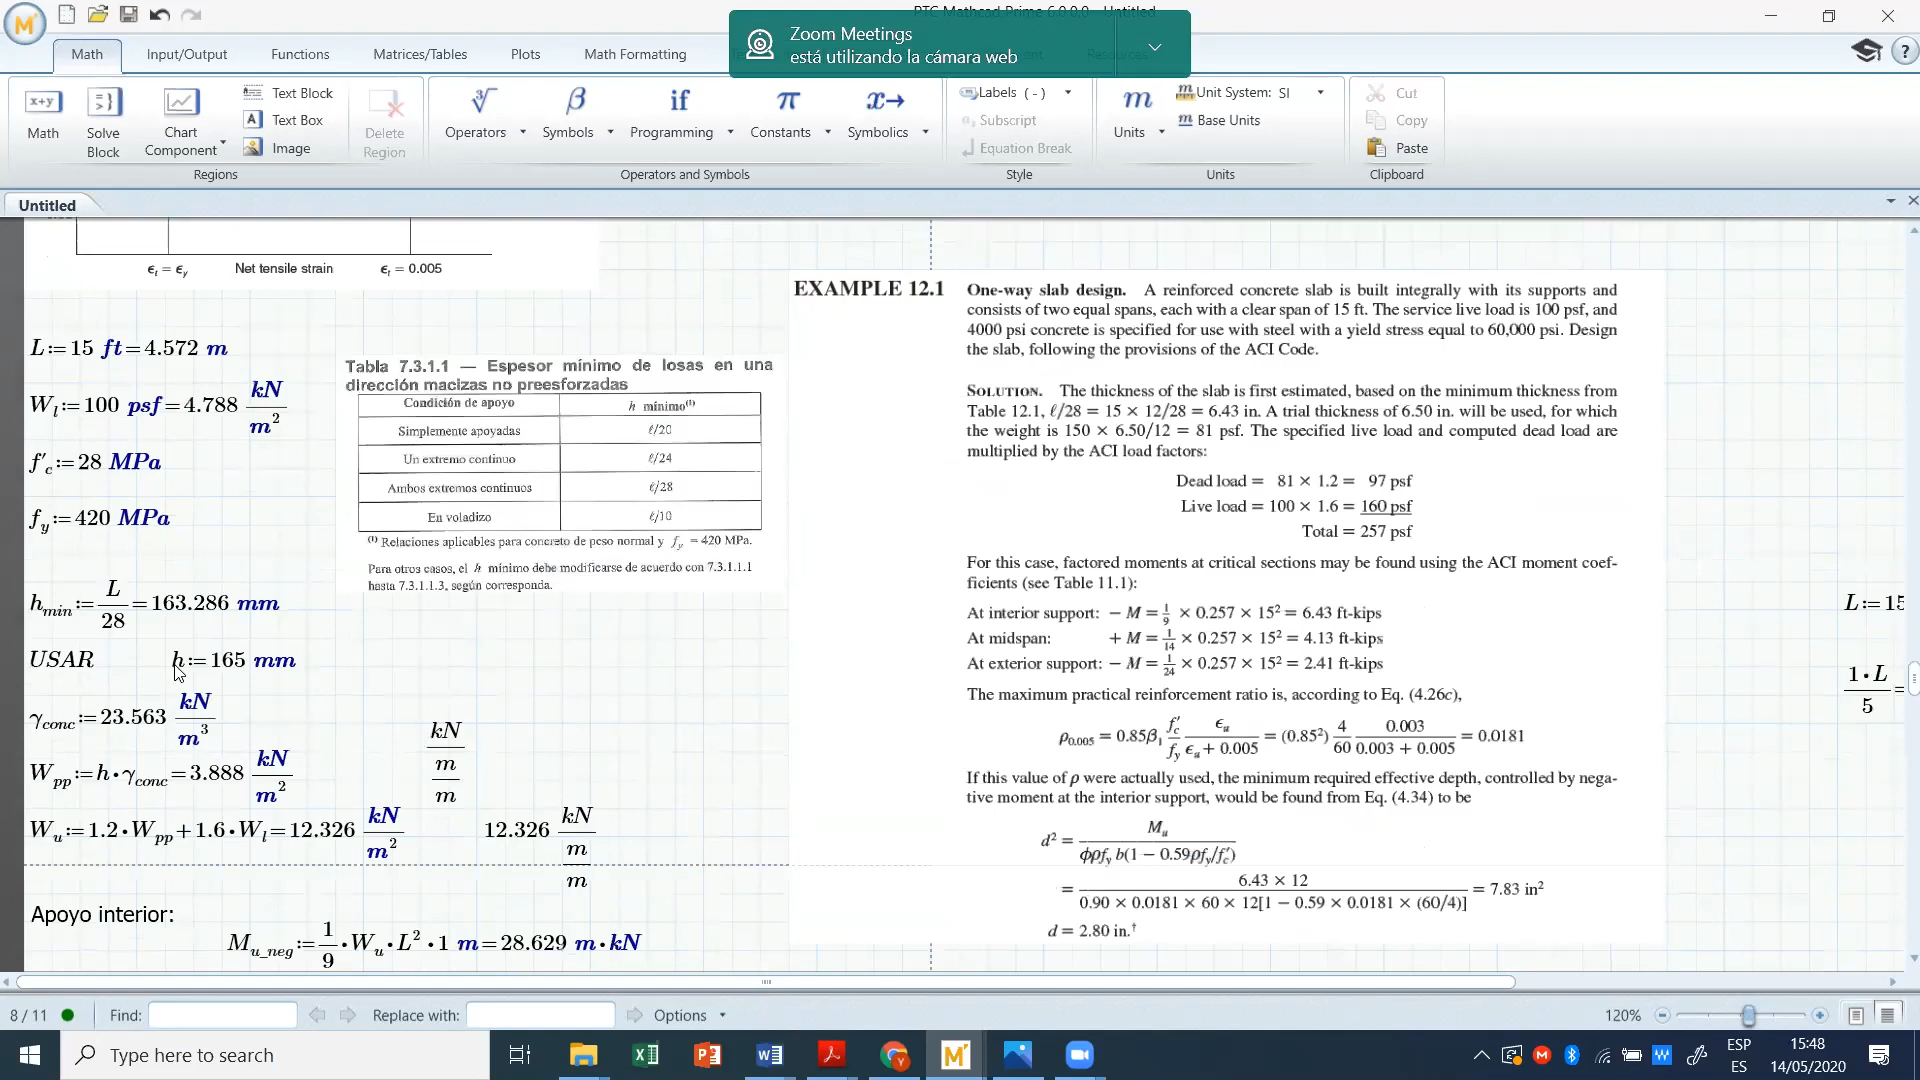 Zoom Meetings
está utilizando la cámara web
Math Input/Output Functions Matrices/Tables Plots Math Formatting
Math
Solve Block
Chart Component
Text Block
Text Box
Image
Delete Region
Regions
Operators Symbols if Programming π Constants Symbolics
Operators and Symbols
Labels ( - )
Subscript
Equation Break
Style
m Units
Unit System: SI
Base Units
Units
Cut
Copy
Paste
Clipboard
Untitled
ϵt = ϵy Net tensile strain ϵt = 0.005
L:=15 ft=4.572 m
Wl:=100 psf=4.788 kN/m²
f'c:=28 MPa
fy:=420 MPa
hmin:=L/28=163.286 mm
USAR h:=165 mm
γconc:=23.563 kN/m³
Wpp:=h•γconc=3.888 kN/m²
kN/m/m
Wu:=1.2•Wpp+1.6•Wl=12.326 kN/m² 12.326 kN/m/m
Apoyo interior:
Mu_neg:=1/9•Wu•L²•1 m=28.629 m•kN
Tabla 7.3.1.1 — Espesor mínimo de losas en una
dirección macizas no preesforzadas
Condición de apoyo h mínimo(1)
Simplemente apoyadas ℓ/20
Un extremo continuo ℓ/24
Ambos extremos continuos ℓ/28
En voladizo ℓ/10
(1) Relaciones aplicables para concreto de peso normal y fy = 420 MPa.
Para otros casos, el h mínimo debe modificarse de acuerdo con 7.3.1.1.1
hasta 7.3.1.1.3, según corresponda.
EXAMPLE 12.1 One-way slab design. A reinforced concrete slab is built integrally with its supports and
consists of two equal spans, each with a clear span of 15 ft. The service live load is 100 psf, and
4000 psi concrete is specified for use with steel with a yield stress equal to 60,000 psi. Design
the slab, following the provisions of the ACI Code.
SOLUTION. The thickness of the slab is first estimated, based on the minimum thickness from
Table 12.1, ℓ/28 = 15 × 12/28 = 6.43 in. A trial thickness of 6.50 in. will be used, for which
the weight is 150 × 6.50/12 = 81 psf. The specified live load and computed dead load are
multiplied by the ACI load factors:
Dead load = 81 × 1.2 = 97 psf
Live load = 100 × 1.6 = 160 psf
Total = 257 psf
For this case, factored moments at critical sections may be found using the ACI moment coef-
ficients (see Table 11.1):
At interior support: − M = 1/9 × 0.257 × 15² = 6.43 ft-kips
At midspan: + M = 1/14 × 0.257 × 15² = 4.13 ft-kips
At exterior support: − M = 1/24 × 0.257 × 15² = 2.41 ft-kips
The maximum practical reinforcement ratio is, according to Eq. (4.26c),
ρ0.005 = 0.85β1 f'c/fy ϵu/(ϵu + 0.005) = (0.85²) 4/60 0.003/(0.003 + 0.005) = 0.0181
If this value of ρ were actually used, the minimum required effective depth, controlled by nega-
tive moment at the interior support, would be found from Eq. (4.34) to be
d² = Mu/(ϕρfy b(1 − 0.59ρfy/f'c))
= 6.43 × 12/(0.90 × 0.0181 × 60 × 12[1 − 0.59 × 0.0181 × (60/4)]) = 7.83 in²
d = 2.80 in.†
L:=15
1•L/5=
8 / 11 Find: Replace with: Options 120%
Type here to search
ESP
ES
15:48
14/05/2020